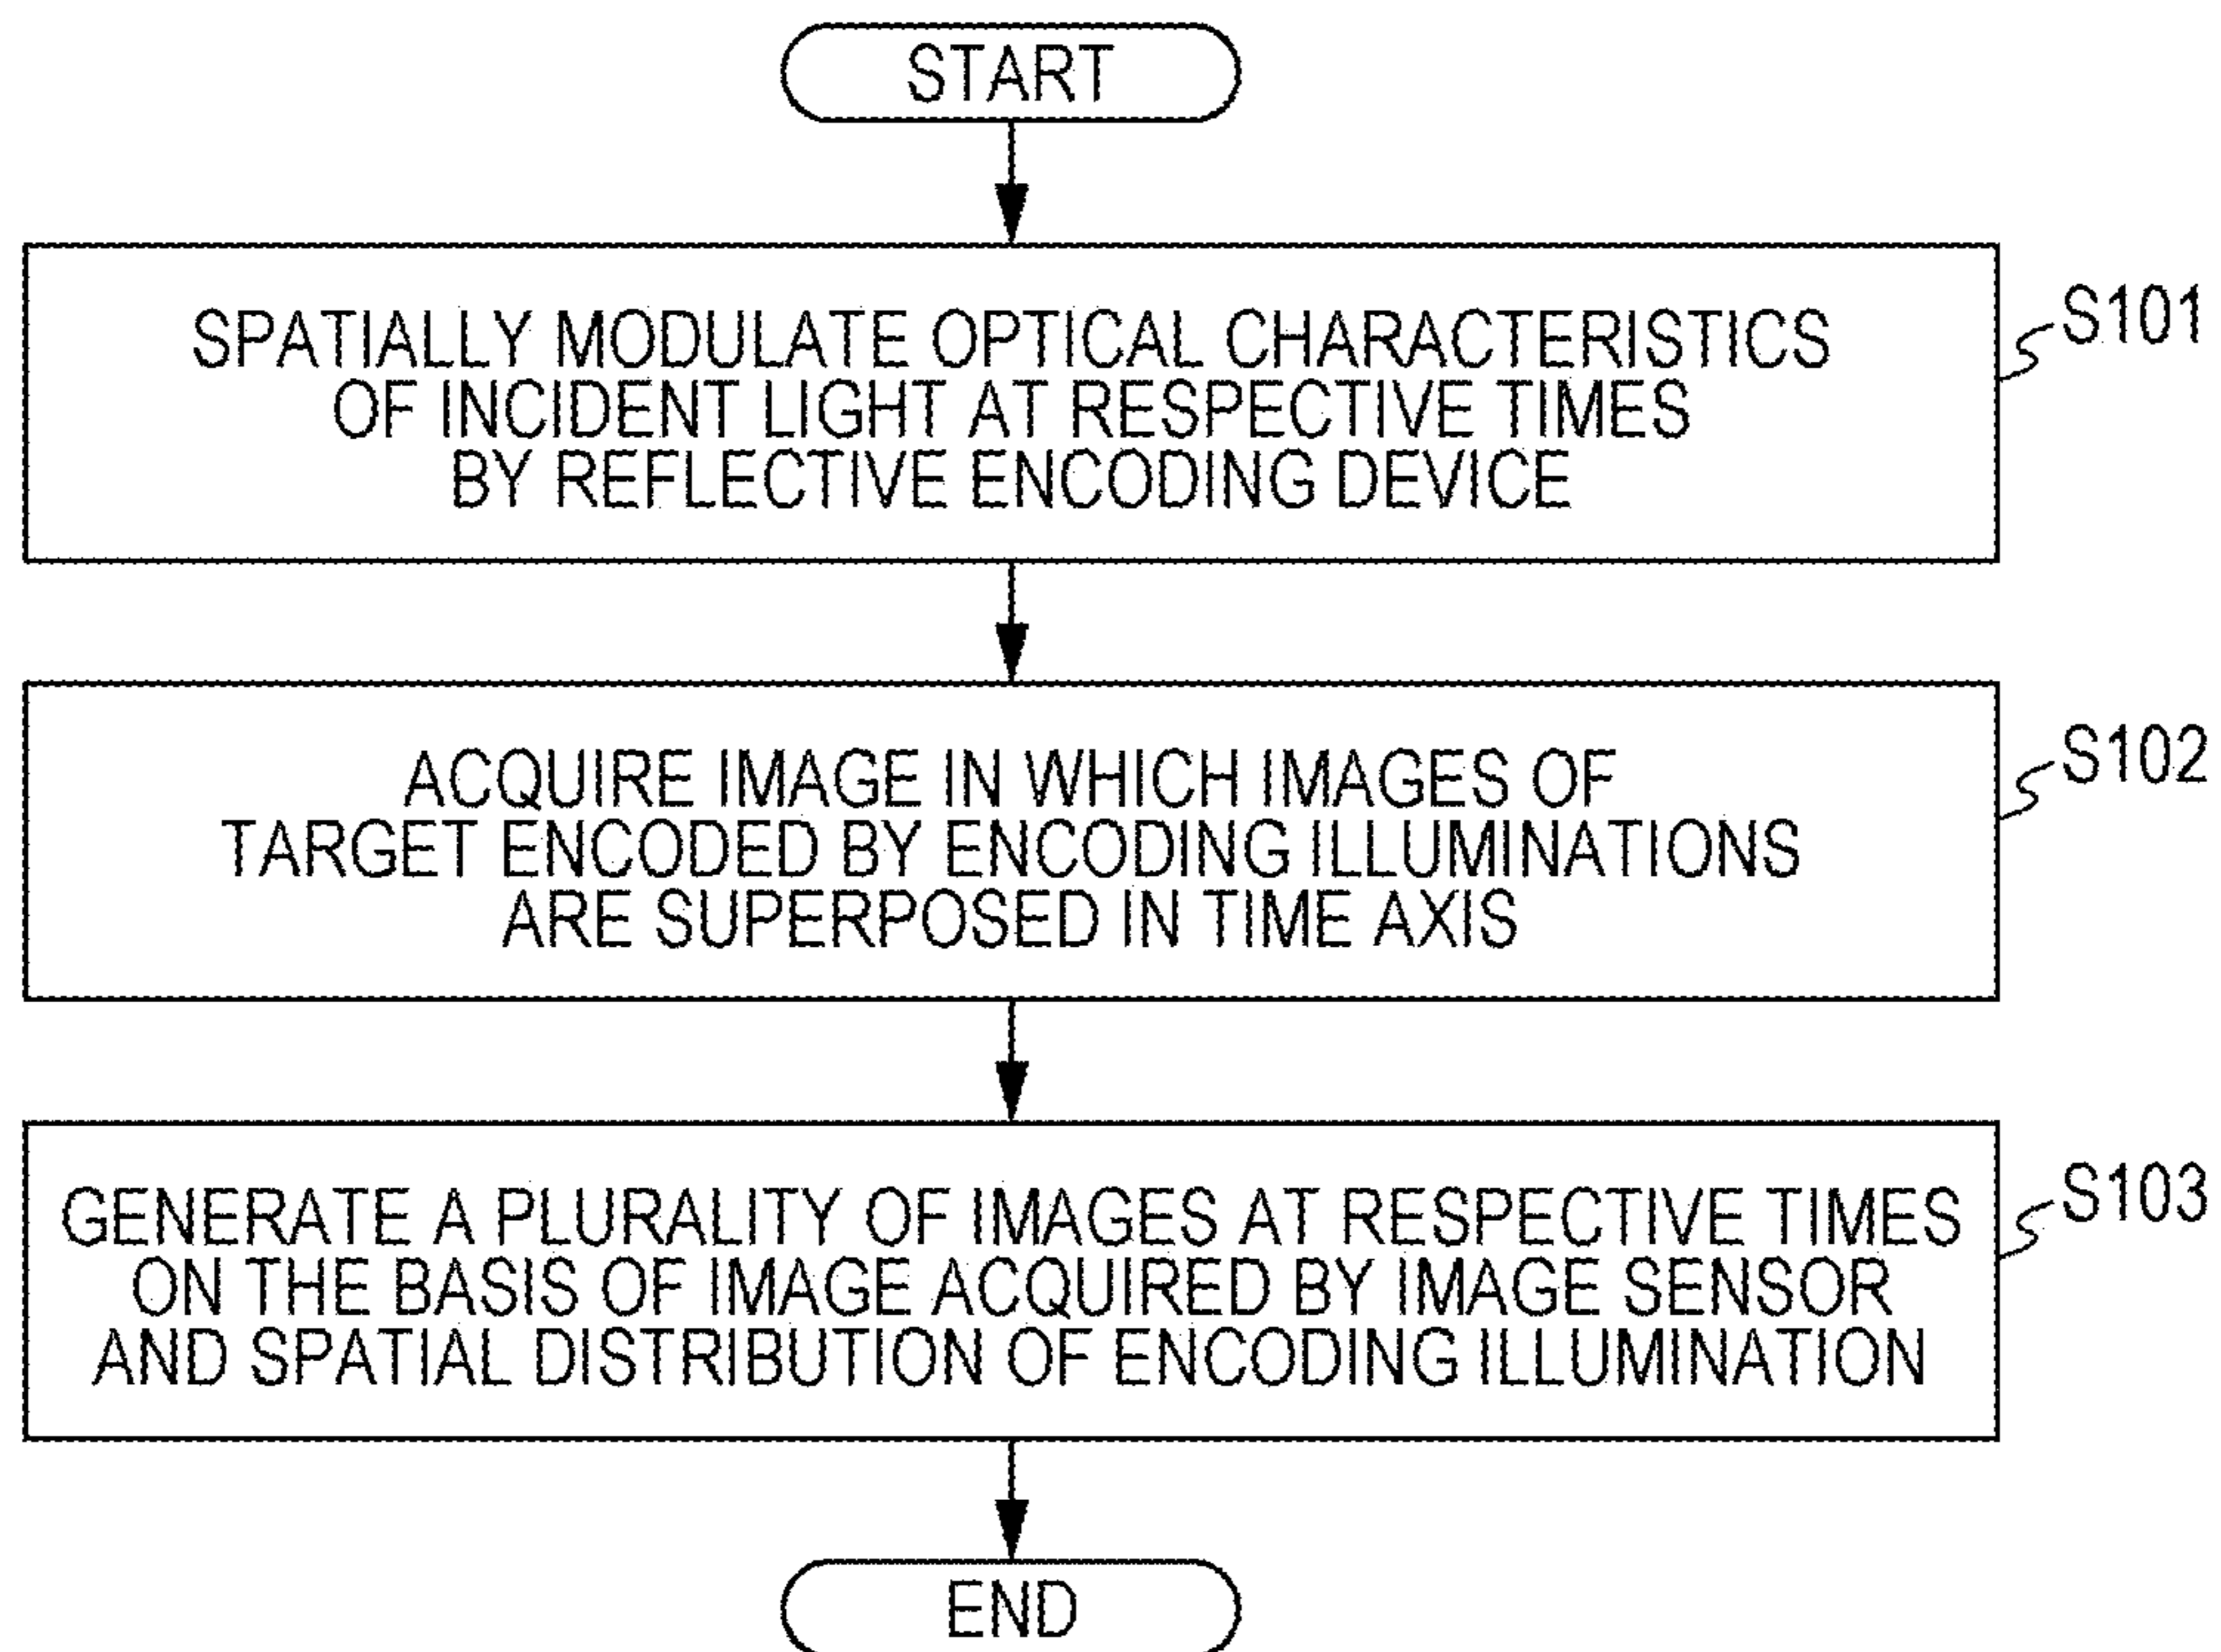 START
SPATIALLY MODULATE OPTICAL CHARACTERISTICS
OF INCIDENT LIGHT AT RESPECTIVE TIMES
BY REFLECTIVE ENCODING DEVICE
S101
ACQUIRE IMAGE IN WHICH IMAGES OF
TARGET ENCODED BY ENCODING ILLUMINATIONS
ARE SUPERPOSED IN TIME AXIS
S102
GENERATE A PLURALITY OF IMAGES AT RESPECTIVE TIMES
ON THE BASIS OF IMAGE ACQUIRED BY IMAGE SENSOR
AND SPATIAL DISTRIBUTION OF ENCODING ILLUMINATION
S103
END